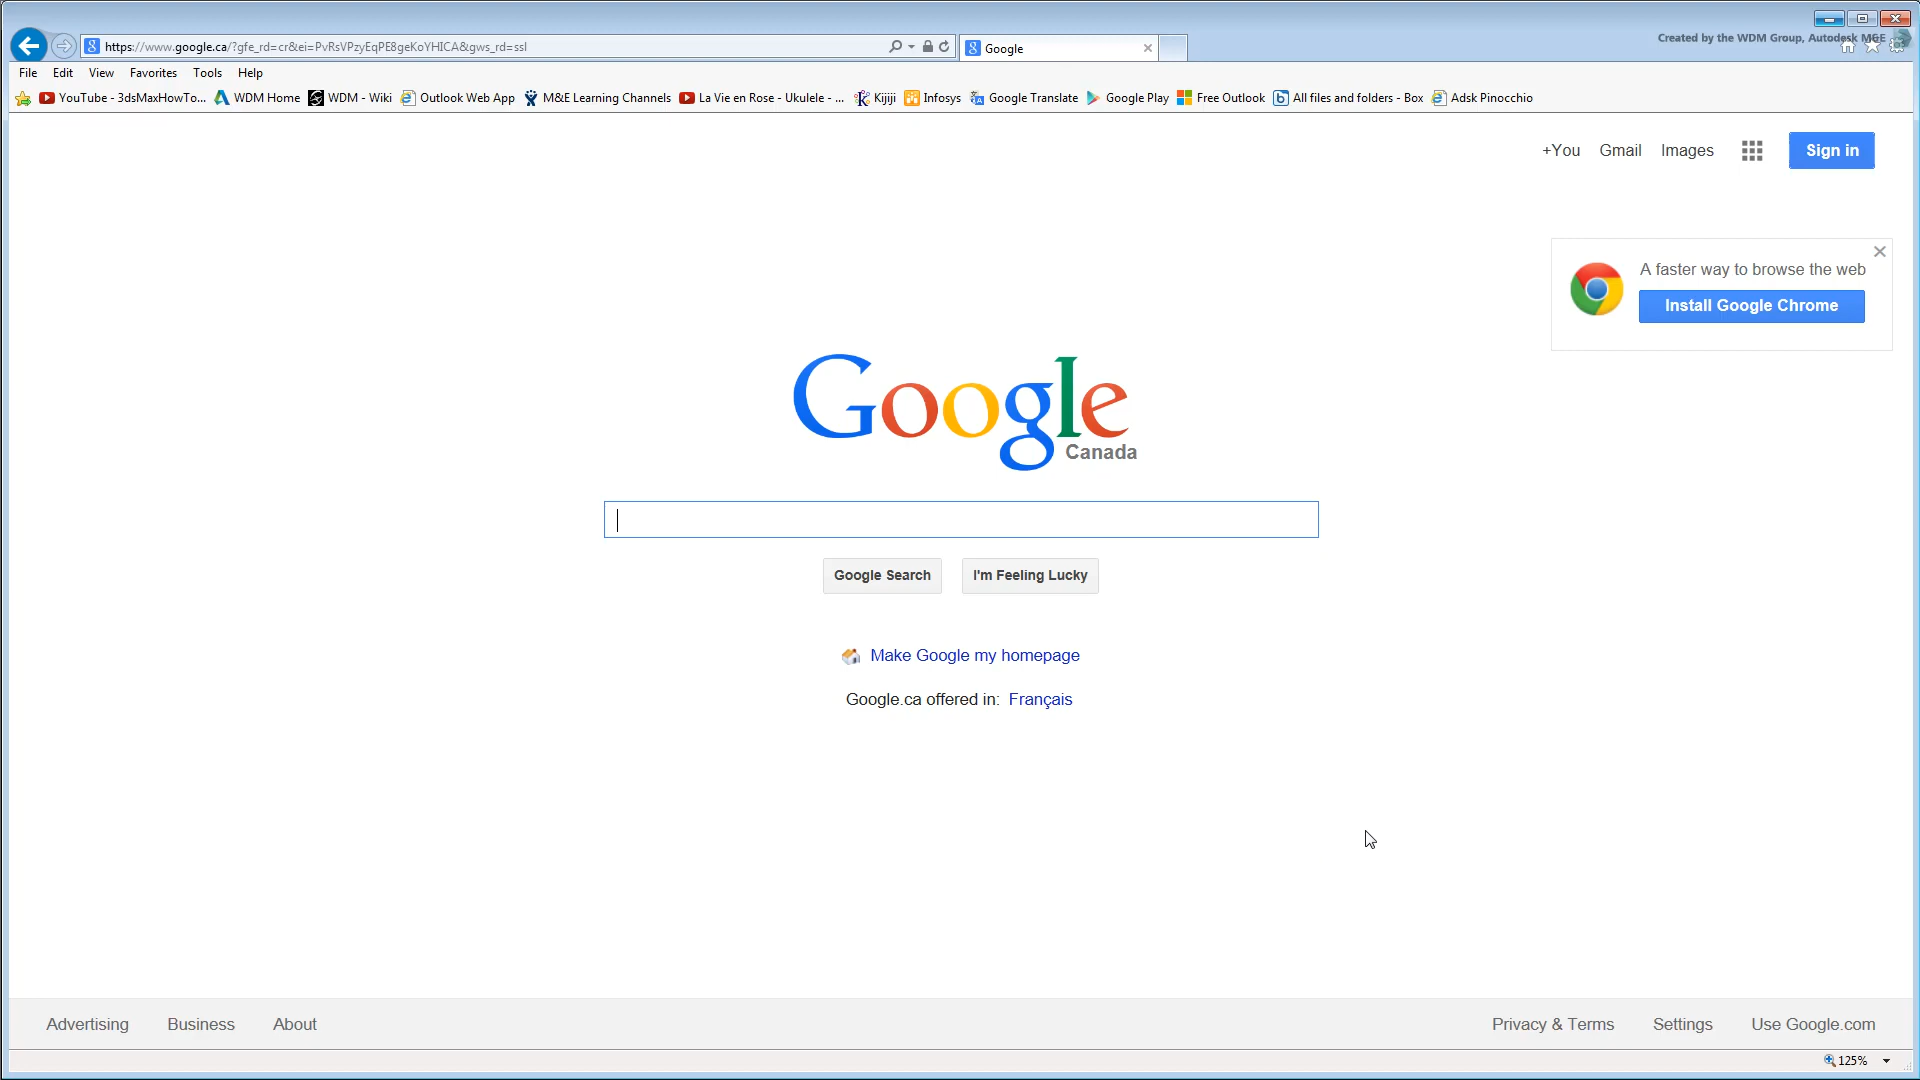 https://www.google.ca/?gfe_rd=cr&ei=PvRsVPzyEqPE8geKoYHICA&gws_rd=ssl
Google
Created by the WDM Group, Autodesk M&E
File Edit View Favorites Tools Help
YouTube - 3dsMaxHowTo... WDM Home WDM - Wiki Outlook Web App M&E Learning Channels La Vie en Rose - Ukulele - ... Kijiji Infosys Google Translate Google Play Free Outlook All files and folders - Box Adsk Pinocchio
+You Gmail Images Sign in
A faster way to browse the web
Install Google Chrome
Google
Canada
Google Search I'm Feeling Lucky
Make Google my homepage
Google.ca offered in: Français
Advertising Business About Privacy & Terms Settings Use Google.com
125%